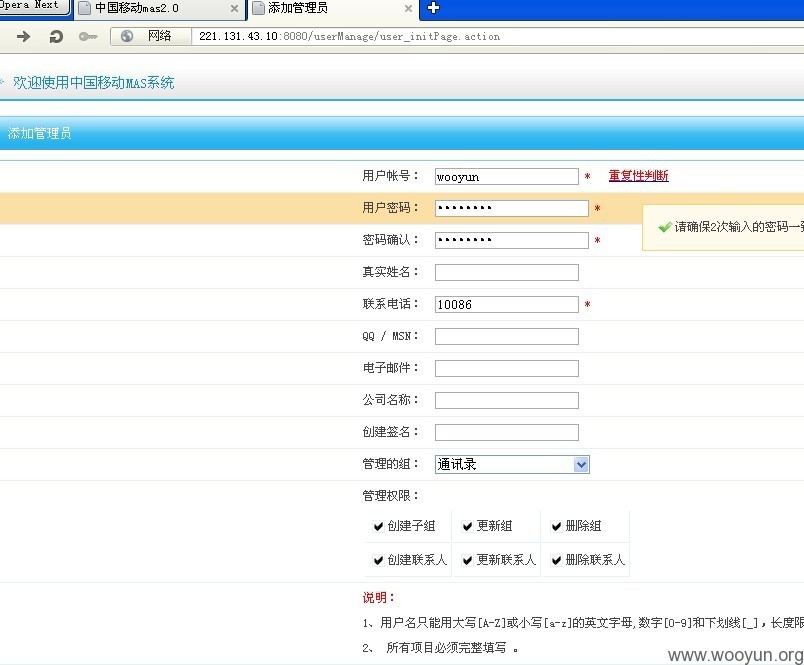 Opera Next 中国移动mas2.0 添加管理员
网络 221.131.43.10:8080/userManage/user_initPage.action
欢迎使用中国移动MAS系统
添加管理员
用户帐号： wooyun * 重复性判断
用户密码： •••••••• *
请确保2次输入的密码一致
密码确认： •••••••• *
真实姓名：
联系电话： 10086 *
QQ / MSN：
电子邮件：
公司名称：
创建签名：
管理的组： 通讯录
管理权限：
创建子组 更新组 删除组
创建联系人 更新联系人 删除联系人
说明：
1、用户名只能用大写[A-Z]或小写[a-z]的英文字母,数字[0-9]和下划线[_]，长度限
2、 所有项目必须完整填写 。
www.wooyun.org